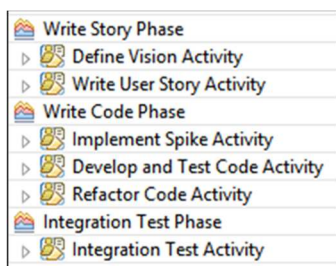 Write Story Phase
Define Vision Activity
Write User Story Activity
Write Code Phase
Implement Spike Activity
Develop and Test Code Activity
Refactor Code Activity
Integration Test Phase
Integration Test Activity